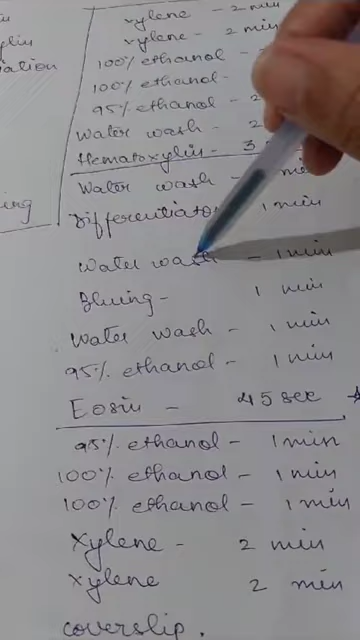 xylene - 2 min
xylene - 2 min
100% ethanol -
100% ethanol -
95% ethanol - 2
water wash - 2
Hematoxylin - 3
water wash -
Differentiator 1 min
water wash - 1 min
Bluing - 1 min
water wash - 1 min
95% ethanol - 1 min
Eosin - 45 sec
95% ethanol - 1 min
100% ethanol - 1 min
100% ethanol - 1 min
xylene - 2 min
xylene 2 min
coverslip.